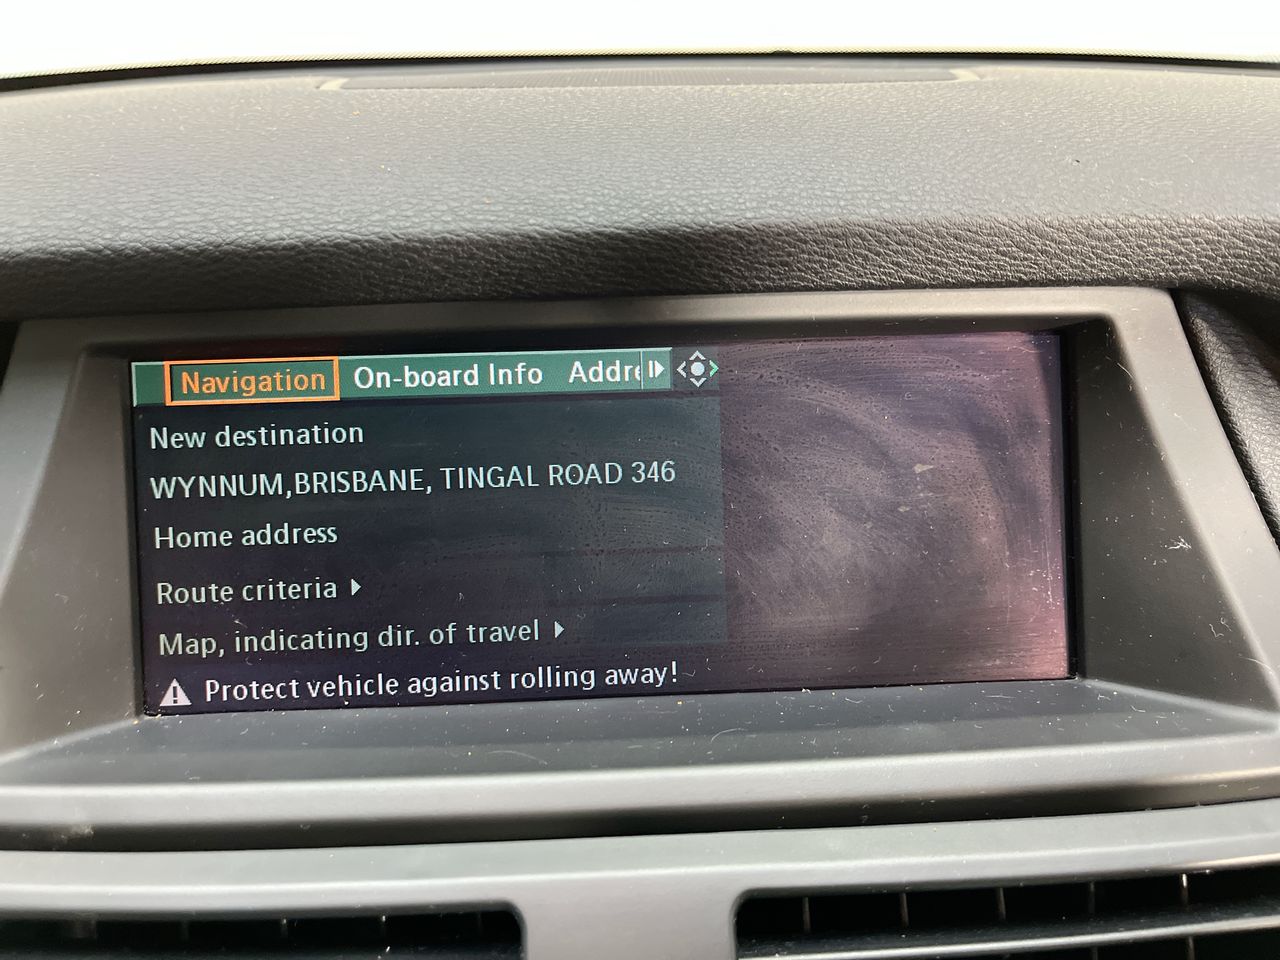 Navigation On-board Info
New destination
WYNNUM,BRISBANE, TINGAL ROAD 346
Home address
Route criteria
Map, indicating dir. of travel
Protect vehicle against rolling away!